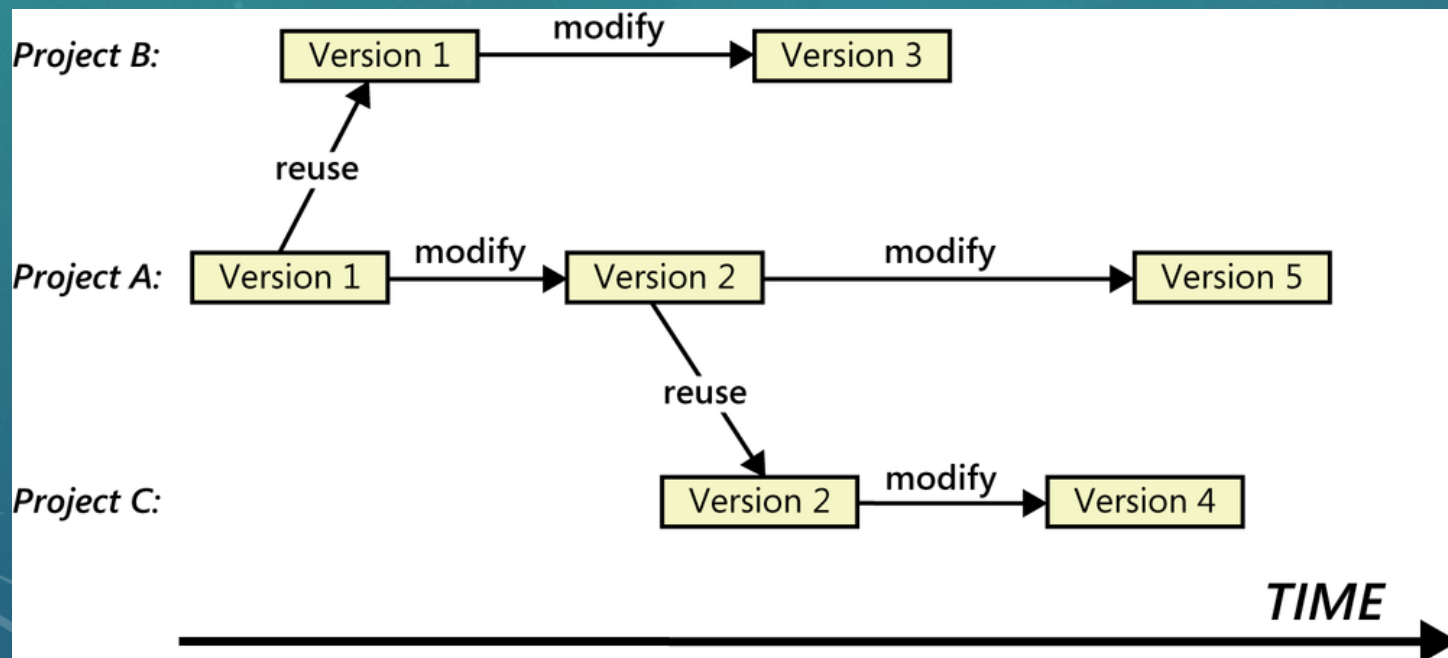 modify
Project B: Version 1 Version 3
reuse
modify modify
Project A: Version 1 Version 2 Version 5
reuse
modify
Project C: Version 2 Version 4
TIME